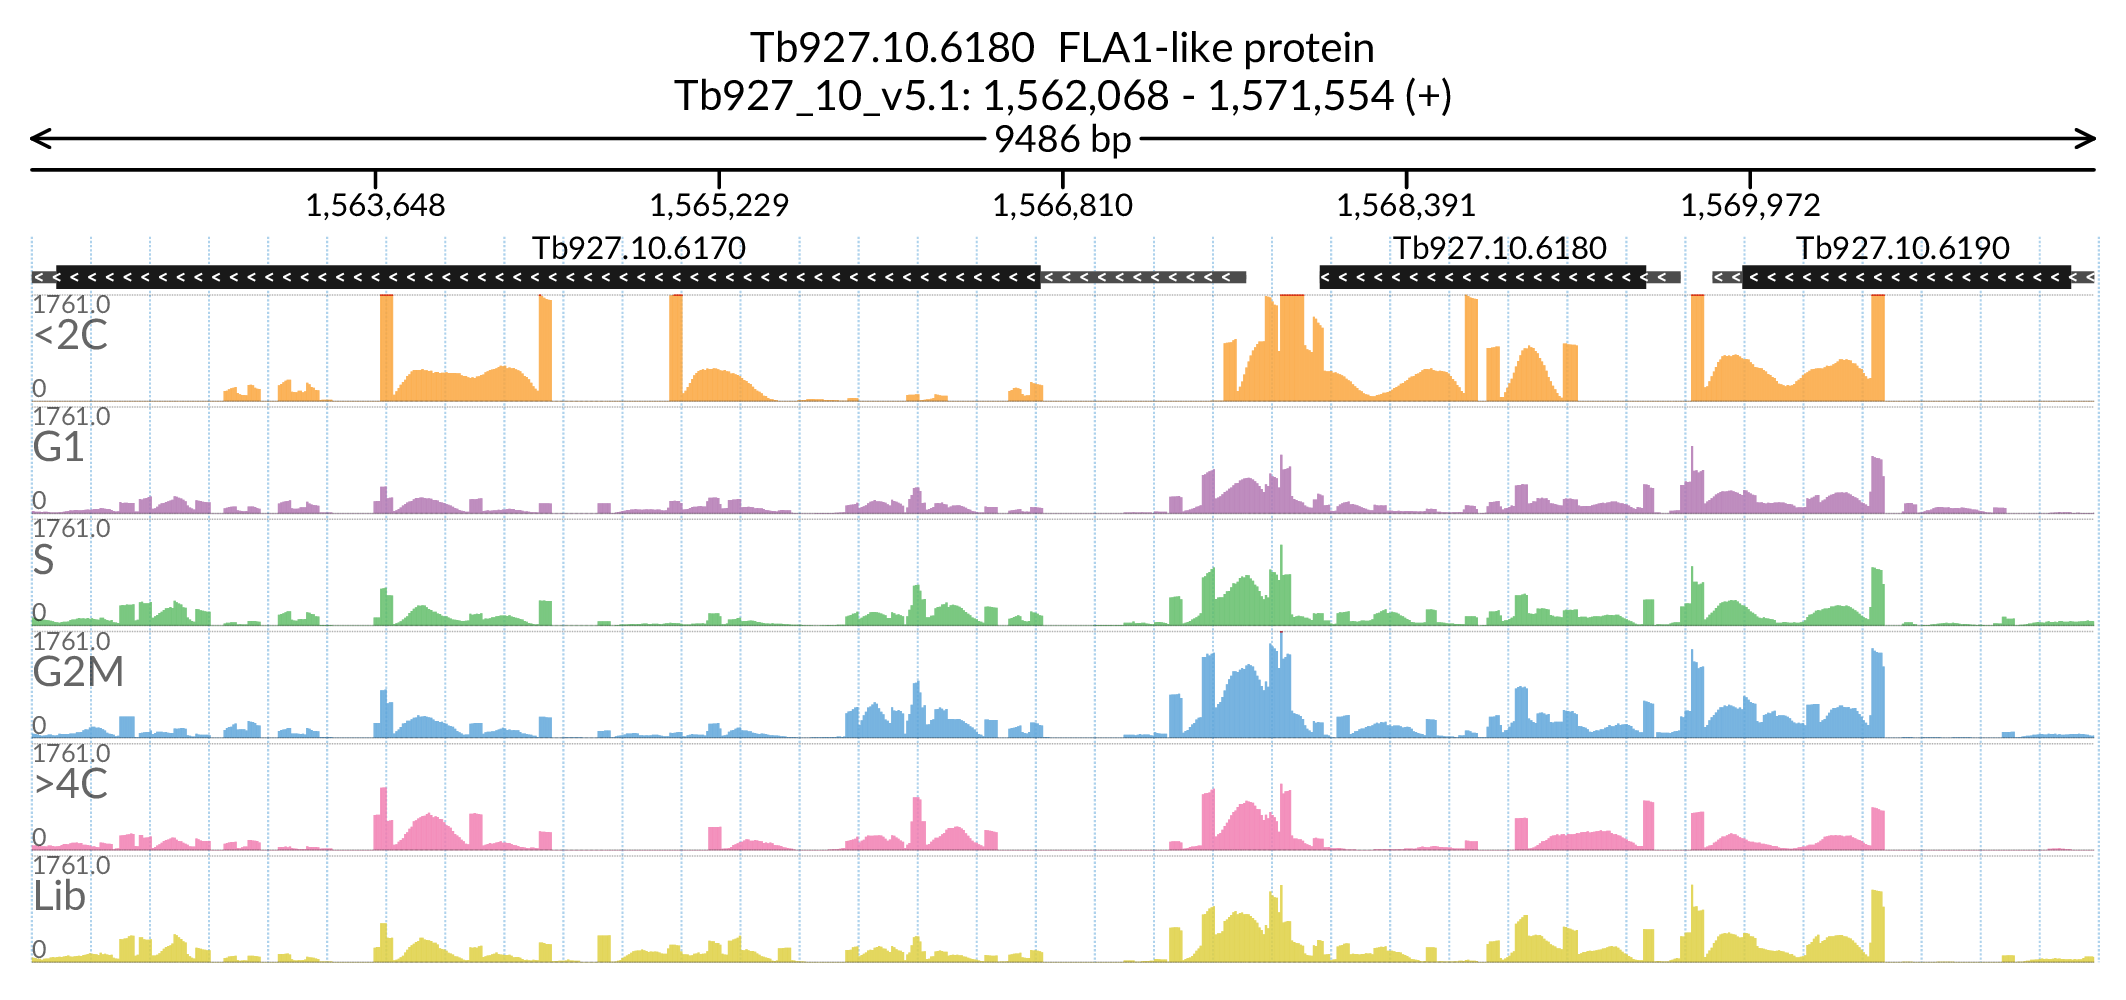 Tb927.10.6180 FLA1-like protein
Tb927_10_v5.1: 1,562,068 - 1,571,554 (+)
9486 bp
1,563,648 1,565,229 1,566,810 1,568,391 1,569,972
Tb927.10.6170 Tb927.10.6180 Tb927.10.6190
1761.0
<2C
0
1761.0
G1
0
1761.0
S
0
1761.0
G2M
0
1761.0
>4C
0
1761.0
Lib
0